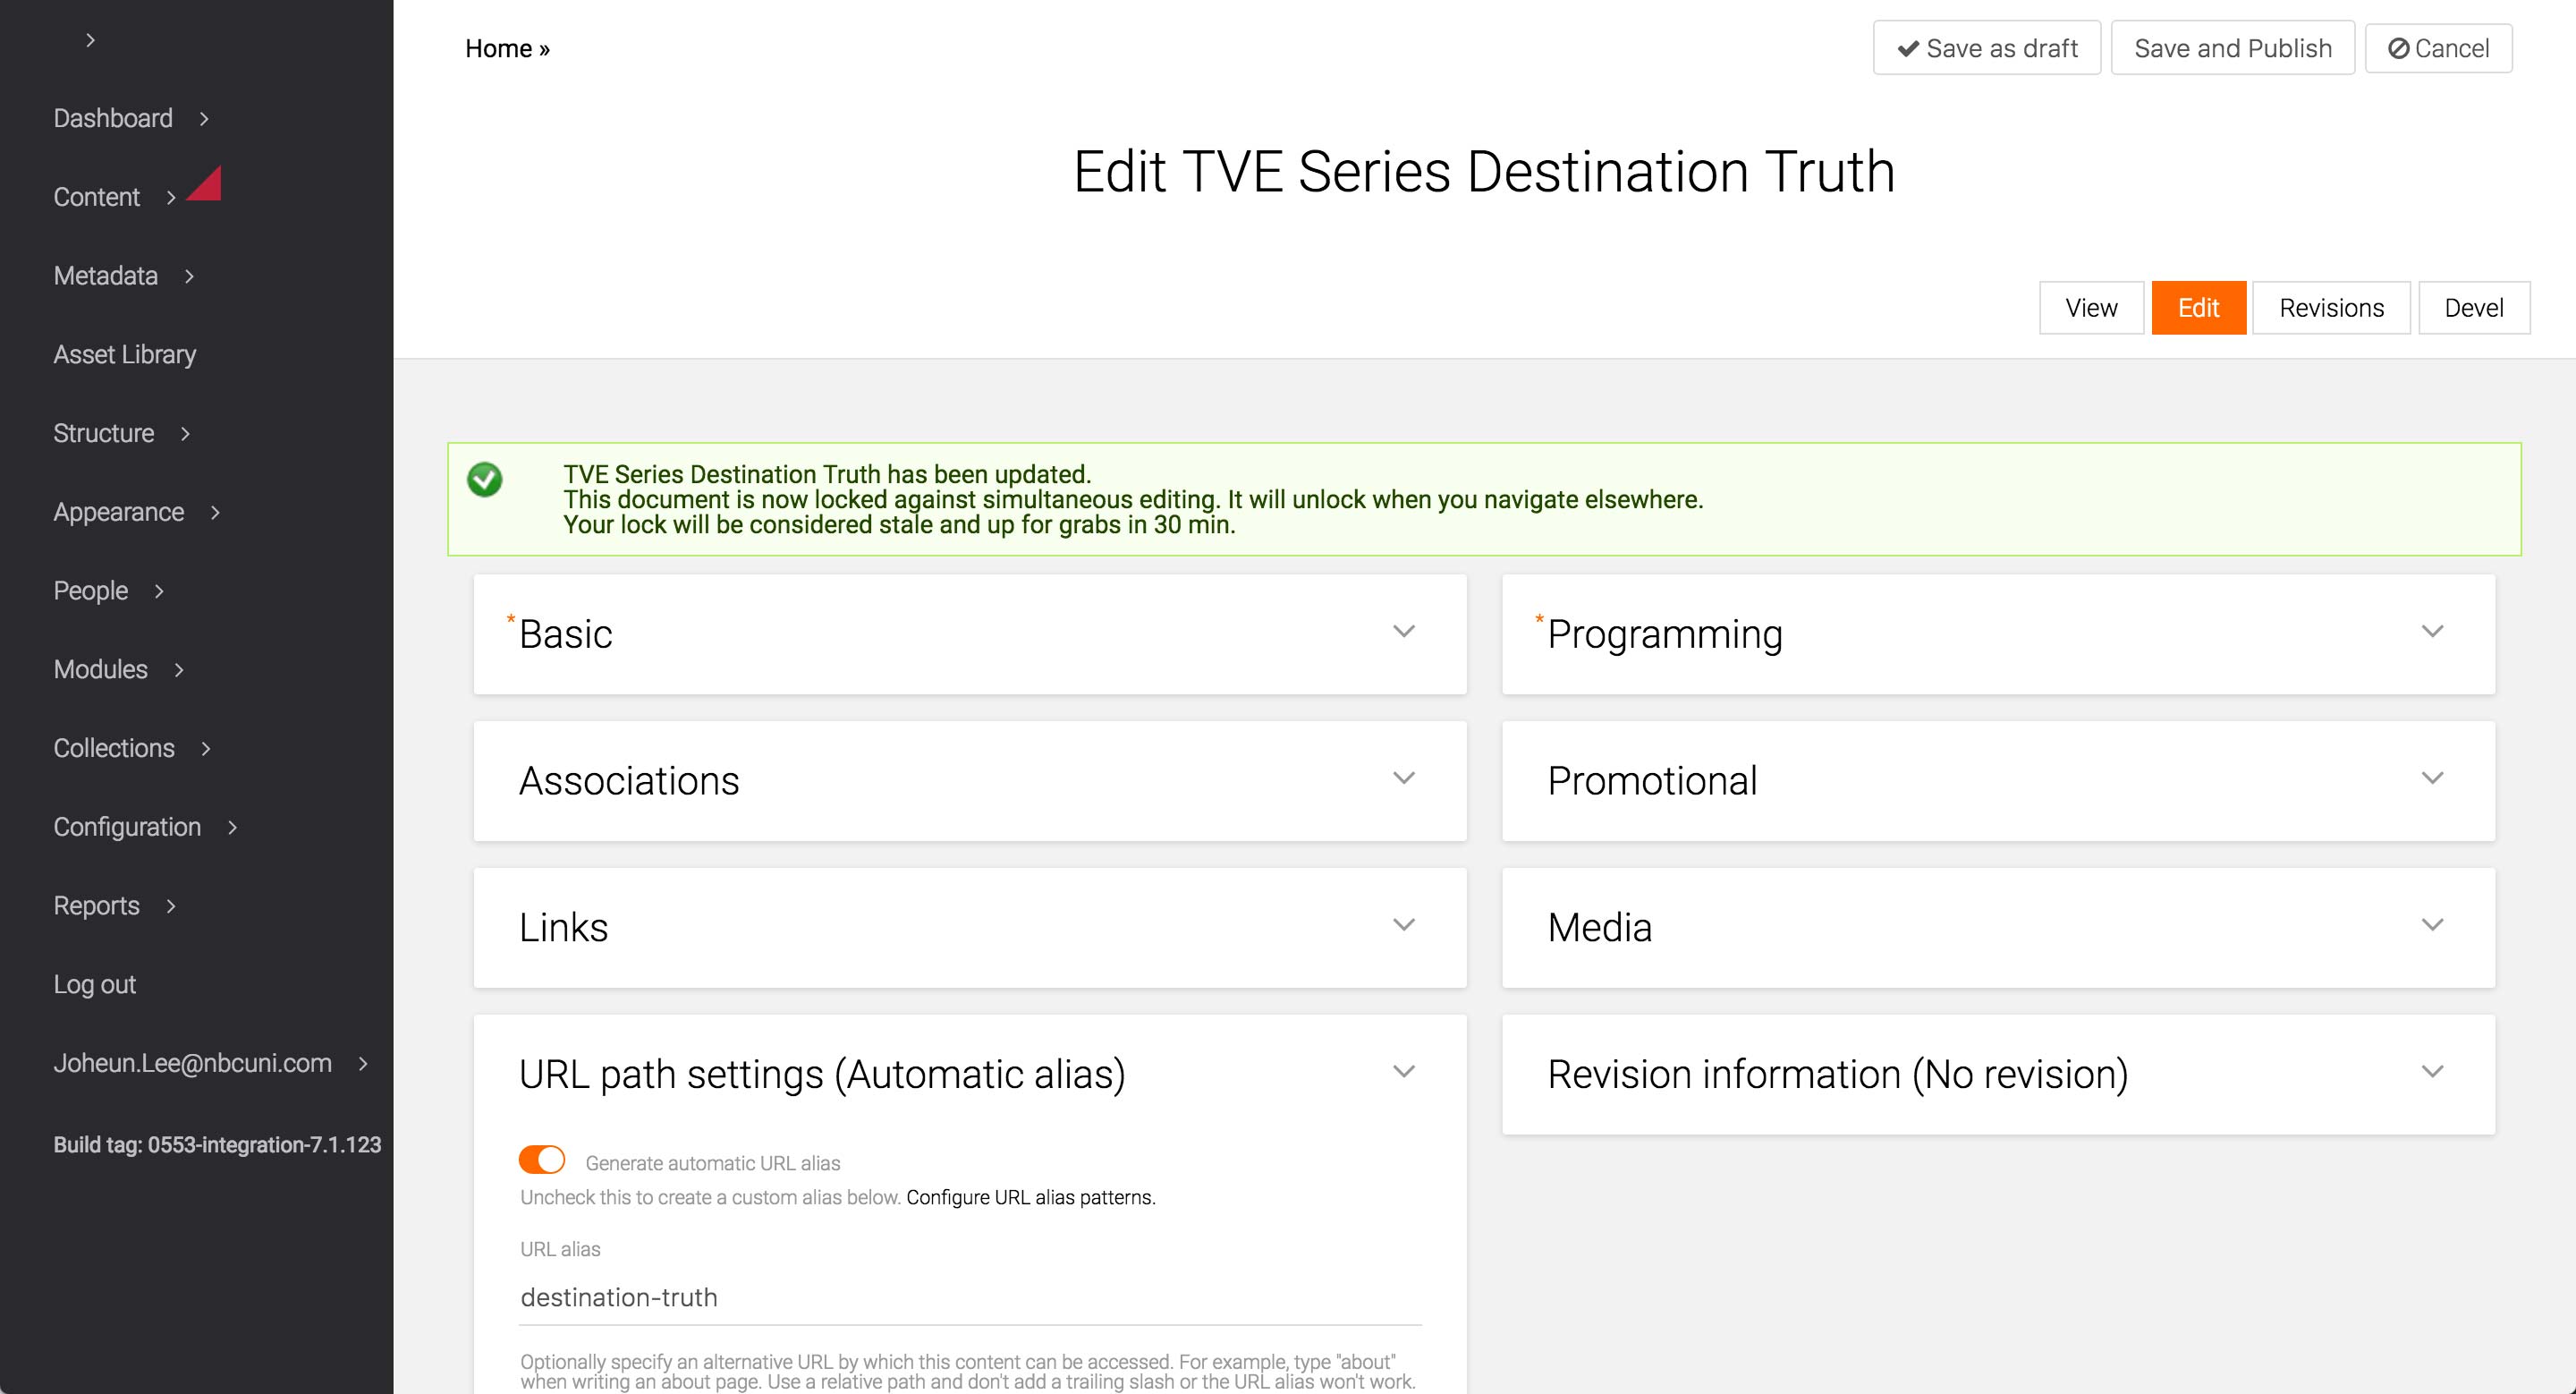 Home »
Save as draft
Save and Publish
Cancel
Dashboard
Content
Metadata
Asset Library
Structure
Appearance
People
Modules
Collections
Configuration
Reports
Log out
Joheun.Lee@nbcuni.com
Build tag: 0553-integration-7.1.123
Edit TVE Series Destination Truth
View
Edit
Revisions
Devel
TVE Series Destination Truth has been updated.
This document is now locked against simultaneous editing. It will unlock when you navigate elsewhere.
Your lock will be considered stale and up for grabs in 30 min.
*Basic
*Programming
Associations
Promotional
Links
Media
URL path settings (Automatic alias)
Revision information (No revision)
Generate automatic URL alias
Uncheck this to create a custom alias below. Configure URL alias patterns.
URL alias
destination-truth
Optionally specify an alternative URL by which this content can be accessed. For example, type "about"
when writing an about page. Use a relative path and don't add a trailing slash or the URL alias won't work.